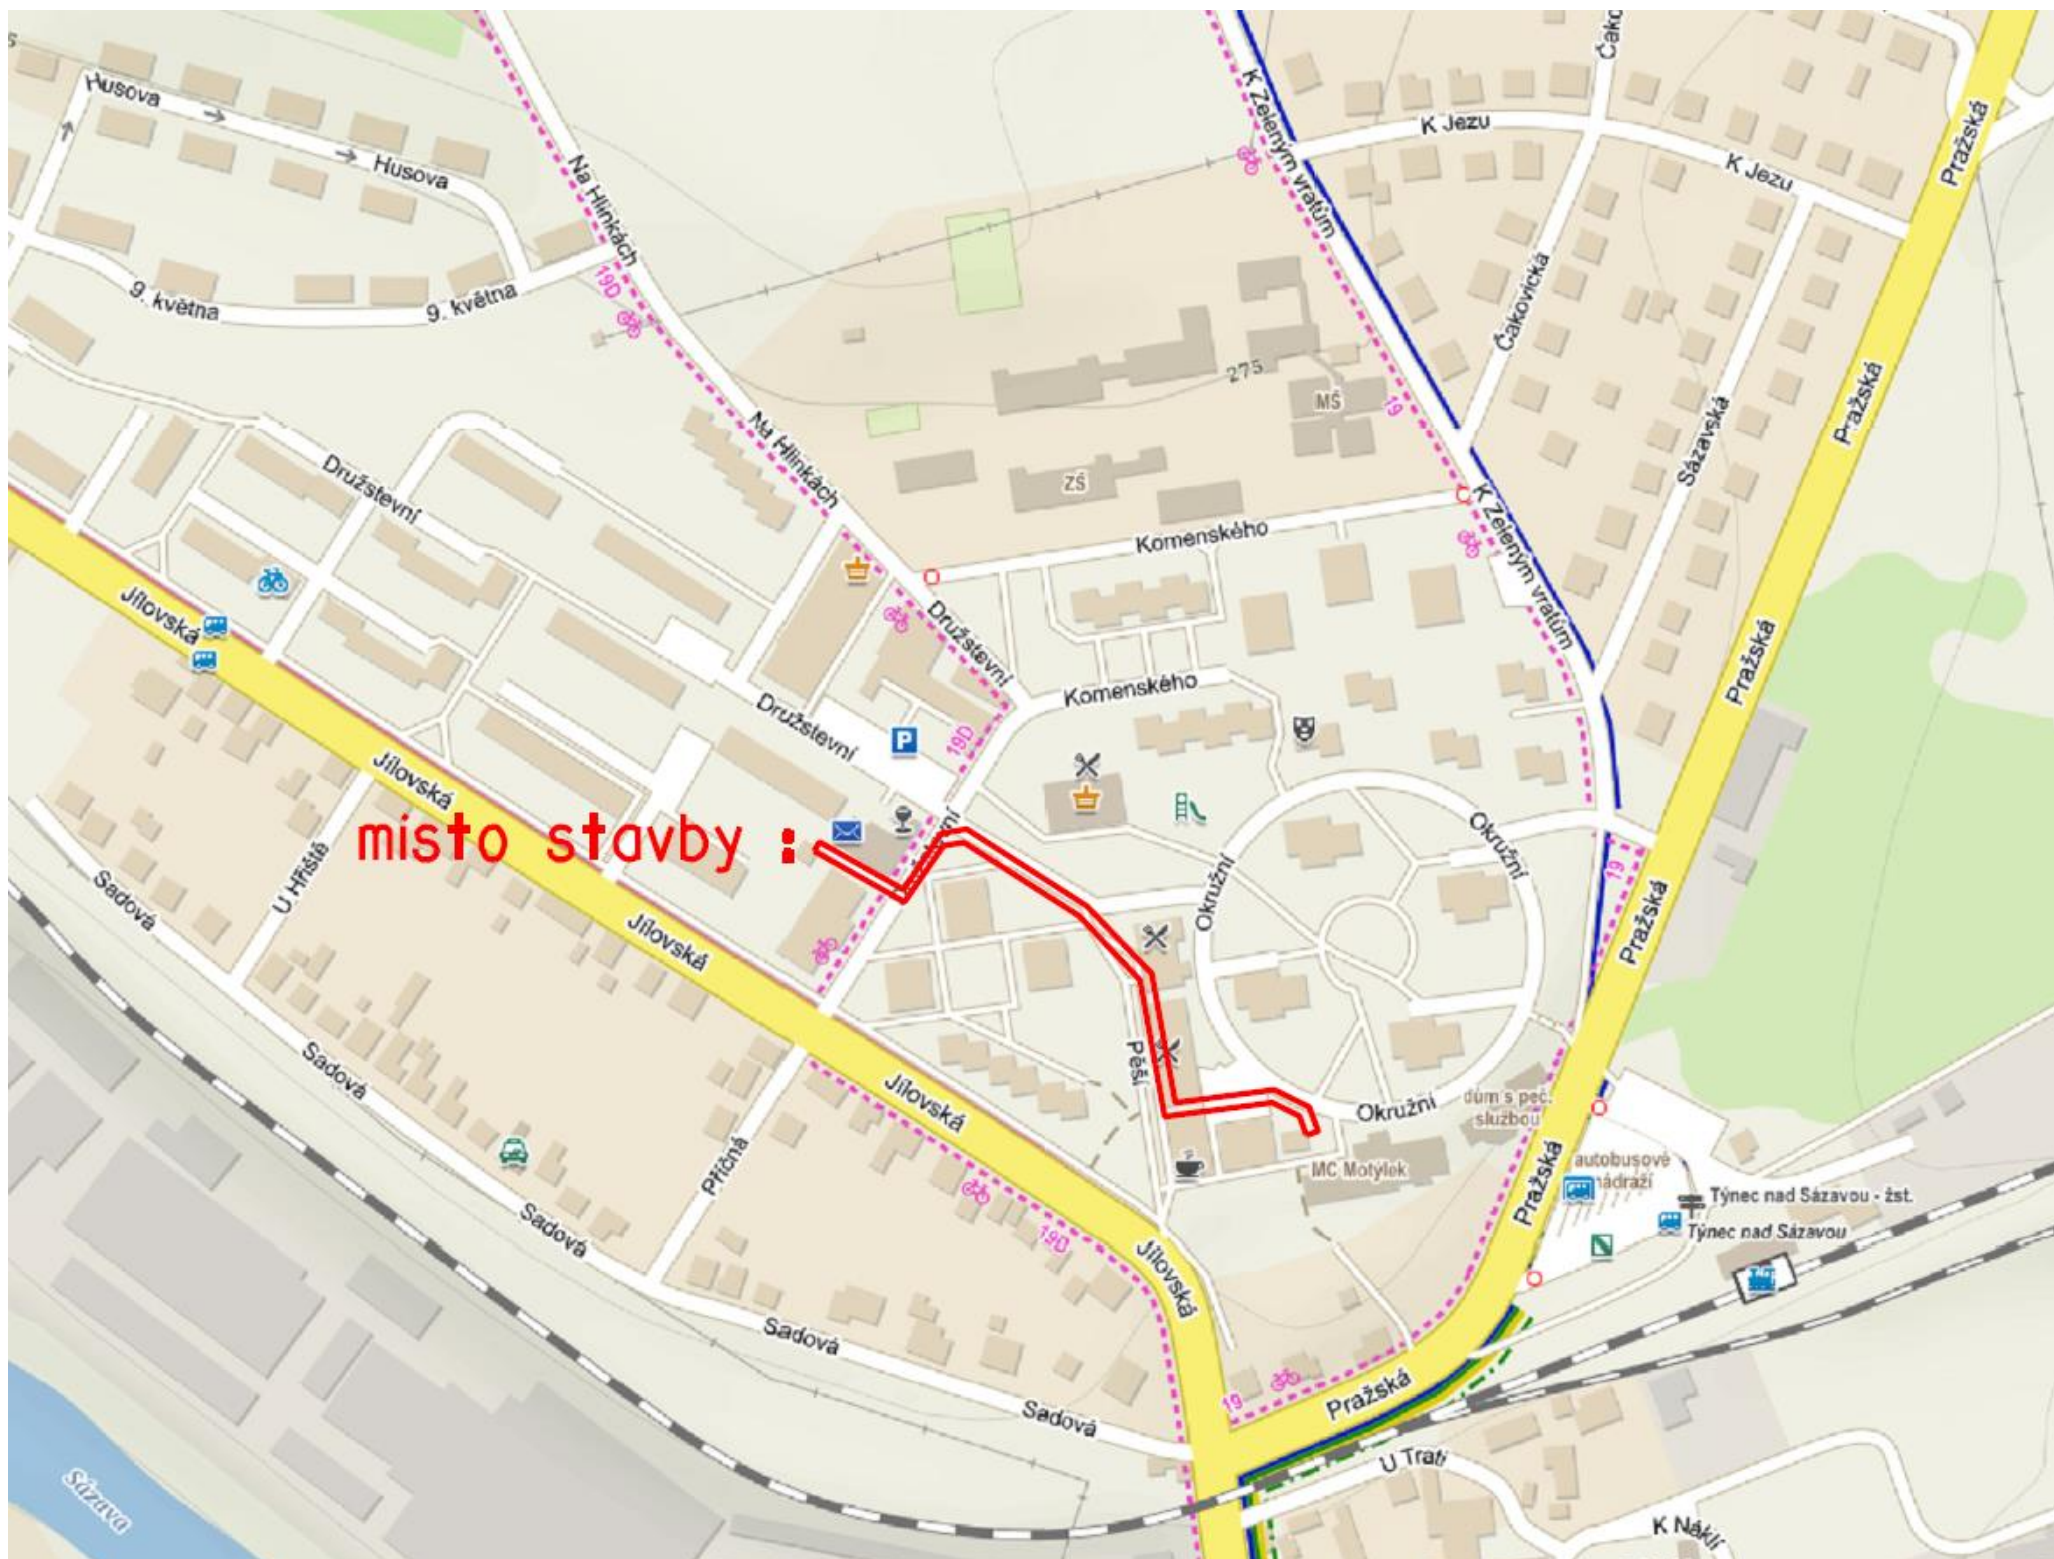 Husova
Husova
9. května
9. května
Na Hlinkách
19D
Na Hlinkách
K Zeleným vratům
K Jezu
K Jezu
Pražská
Čakovická
275
MŠ
19
Pražská
Sázavská
ZŠ
Družstevní
Komenského
K Zeleným vratům
Jílovská
Družstevní
Komenského
Pražská
Družstevní
P
19D
Jílovská
místo stavby :
Okružní
Okružní
19
U Hřiště
Sadová
Jílovská
Pražská
Pěší
Sadová
Jílovská
Okružní
dům s peč.
službou
Příčná
MC Motýlek
Pražská
autobusové
nádraží
Týnec nad Sázavou - žst.
Týnec nad Sázavou
Sadová
19D
Jílovská
Sadová
19
Pražská
Sadová
U Trati
Sázava
K Náklí